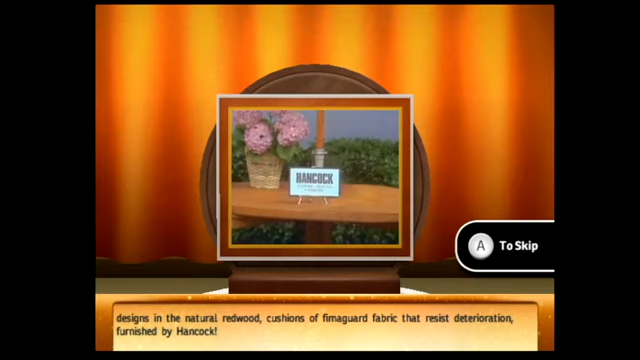 HANCOCK
A To Skip
designs in the natural redwood, cushions of fimaguard fabric that resist deterioration,
furnished by Hancock!